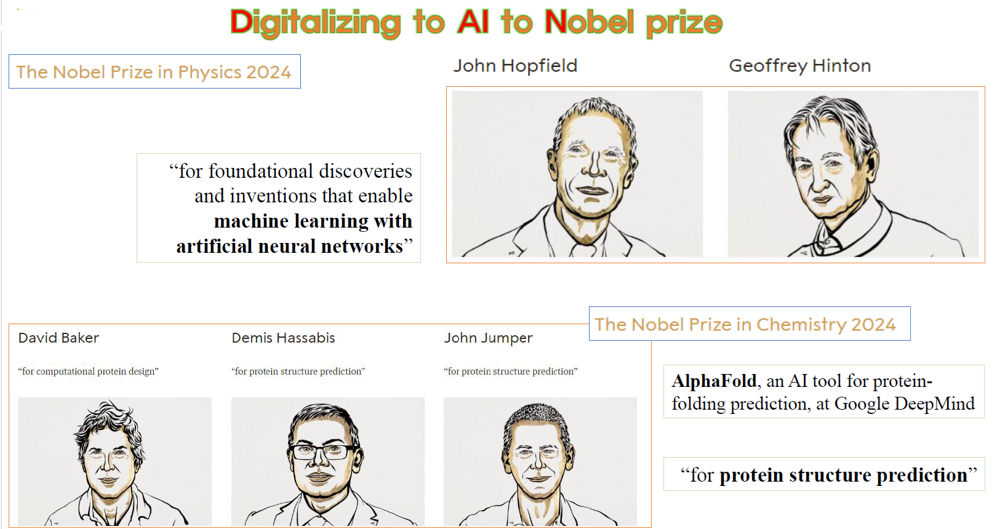 Digitalizing to AI to Nobel prize
The Nobel Prize in Physics 2024
John Hopfield
Geoffrey Hinton
“for foundational discoveries
and inventions that enable
machine learning with
artificial neural networks”
The Nobel Prize in Chemistry 2024
David Baker
“for computational protein design”
Demis Hassabis
“for protein structure prediction”
John Jumper
“for protein structure prediction”
AlphaFold, an AI tool for protein-
folding prediction, at Google DeepMind
“for protein structure prediction”